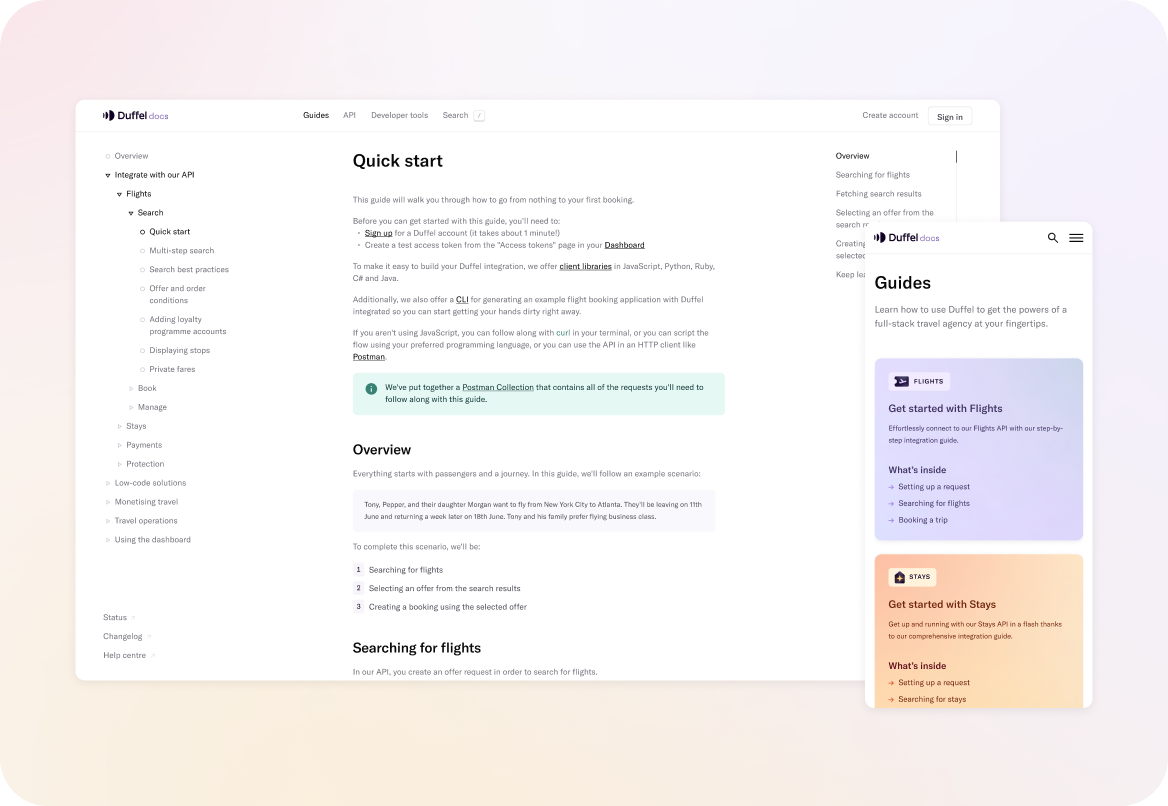 Duffel docs
Guides
API
Developer tools
Search /
Create account
Sign in
Overview
Integrate with our API
Flights
Search
Quick start
Multi-step search
Search best practices
Offer and order
conditions
Adding loyalty
programme accounts
Displaying stops
Private fares
Book
Manage
Stays
Payments
Protection
Low-code solutions
Monetising travel
Travel operations
Using the dashboard
Status
Changelog
Help centre
Quick start
This guide will walk you through how to go from nothing to your first booking.
Before you can get started with this guide, you'll need to:
• Sign up for a Duffel account (it takes about 1 minute!)
• Create a test access token from the "Access tokens" page in your Dashboard
To make it easy to build your Duffel integration, we offer client libraries in JavaScript, Python, Ruby,
C# and Java.
Additionally, we also offer a CLI for generating an example flight booking application with Duffel
integrated so you can start getting your hands dirty right away.
If you aren't using JavaScript, you can follow along with curl in your terminal, or you can script the
flow using your preferred programming language, or you can use the API in an HTTP client like
Postman.
We've put together a Postman Collection that contains all of the requests you'll need to
follow along with this guide.
Overview
Everything starts with passengers and a journey. In this guide, we'll follow an example scenario:
Tony, Pepper, and their daughter Morgan want to fly from New York City to Atlanta. They'll be leaving on 11th
June and returning a week later on 18th June. Tony and his family prefer flying business class.
To complete this scenario, we'll be:
1 Searching for flights
2 Selecting an offer from the search results
3 Creating a booking using the selected offer
Searching for flights
In our API, you create an offer request in order to search for flights.
Overview
Searching for flights
Fetching search results
Selecting an offer from the
search
Creating
Keep
Duffel docs
Guides
Learn how to use Duffel to get the powers of a
full-stack travel agency at your fingertips.
FLIGHTS
Get started with Flights
Effortlessly connect to our Flights API with our step-by-
step integration guide.
What's inside
→ Setting up a request
→ Searching for flights
→ Booking a trip
STAYS
Get started with Stays
Get up and running with our Stays API in a flash thanks
to our comprehensive integration guide.
What's inside
→ Setting up a request
→ Searching for stays